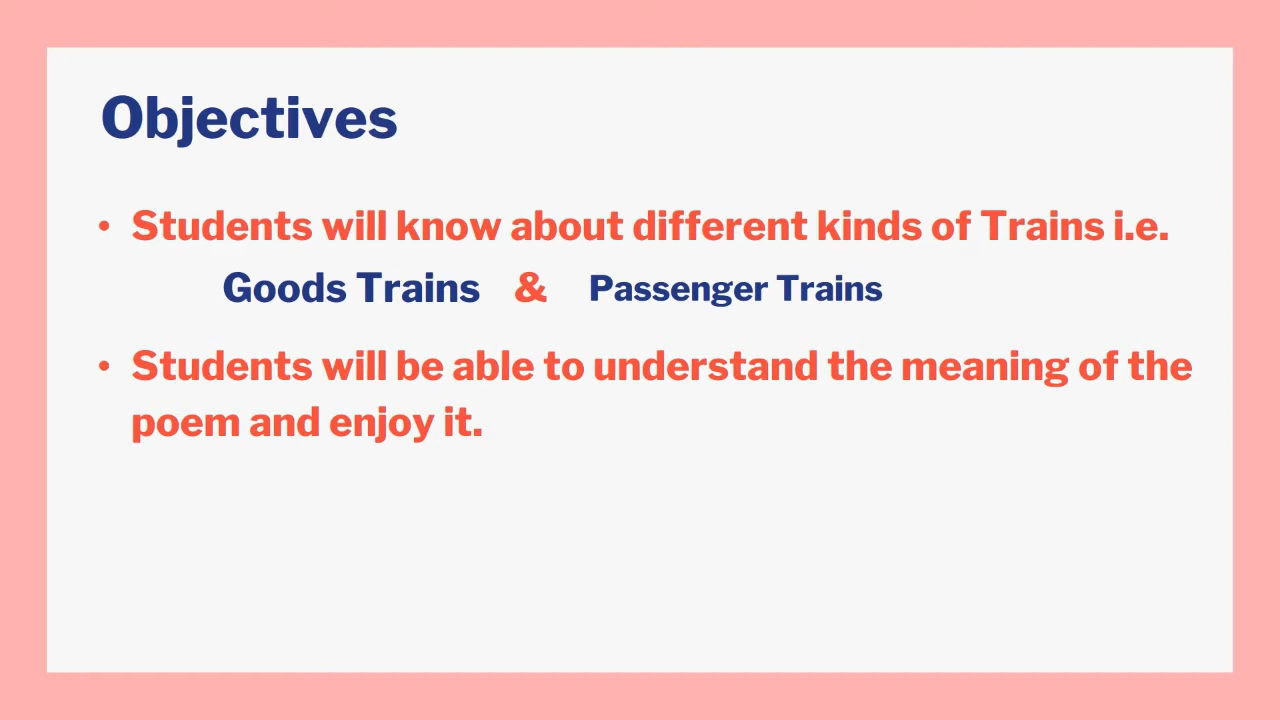 Objectives
• Students will know about different kinds of Trains i.e.
Goods Trains & Passenger Trains
• Students will be able to understand the meaning of the
poem and enjoy it.